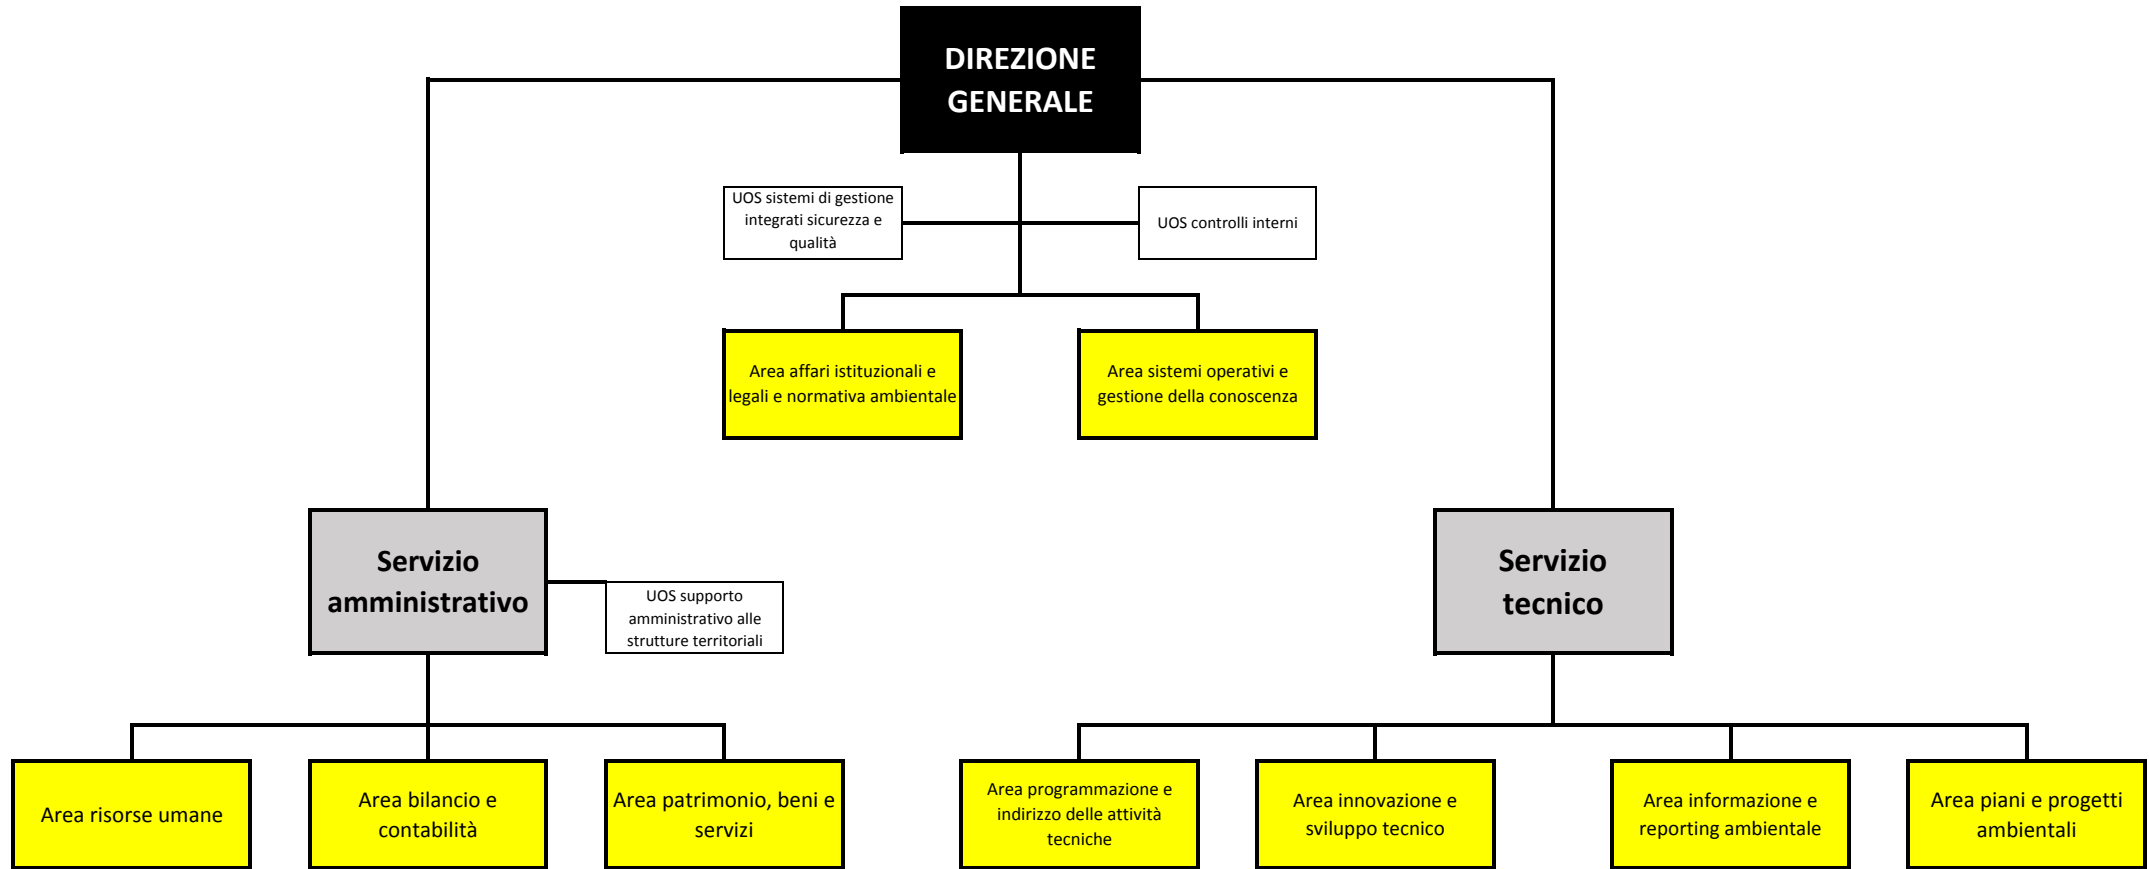 DIREZIONE
GENERALE
UOS sistemi di gestione
integrati sicurezza e
qualità
UOS controlli interni
Area affari istituzionali e
legali e normativa ambientale
Area sistemi operativi e
gestione della conoscenza
Servizio
amministrativo
UOS supporto
amministrativo alle
strutture territoriali
Servizio
tecnico
Area risorse umane
Area bilancio e
contabilità
Area patrimonio, beni e
servizi
Area programmazione e
indirizzo delle attività
tecniche
Area innovazione e
sviluppo tecnico
Area informazione e
reporting ambientale
Area piani e progetti
ambientali